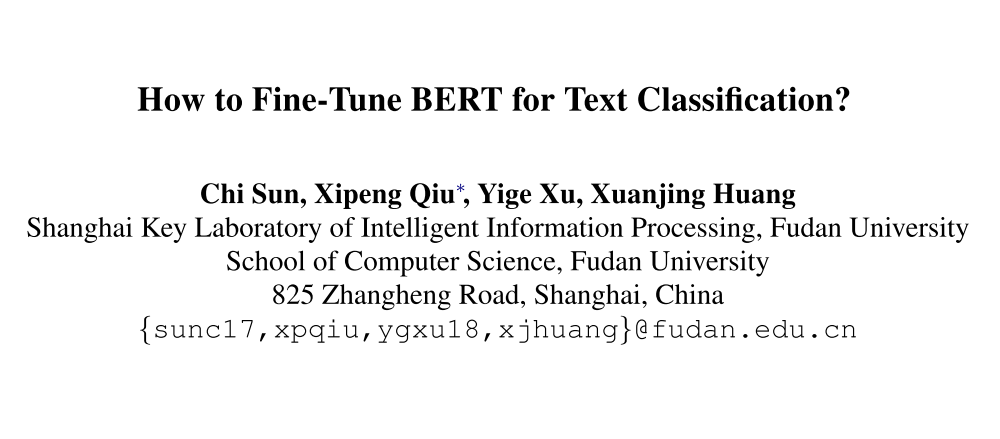 How to Fine-Tune BERT for Text Classification?
Chi Sun, Xipeng Qiu*, Yige Xu, Xuanjing Huang
Shanghai Key Laboratory of Intelligent Information Processing, Fudan University
School of Computer Science, Fudan University
825 Zhangheng Road, Shanghai, China
{sunc17,xpqiu,ygxu18,xjhuang}@fudan.edu.cn